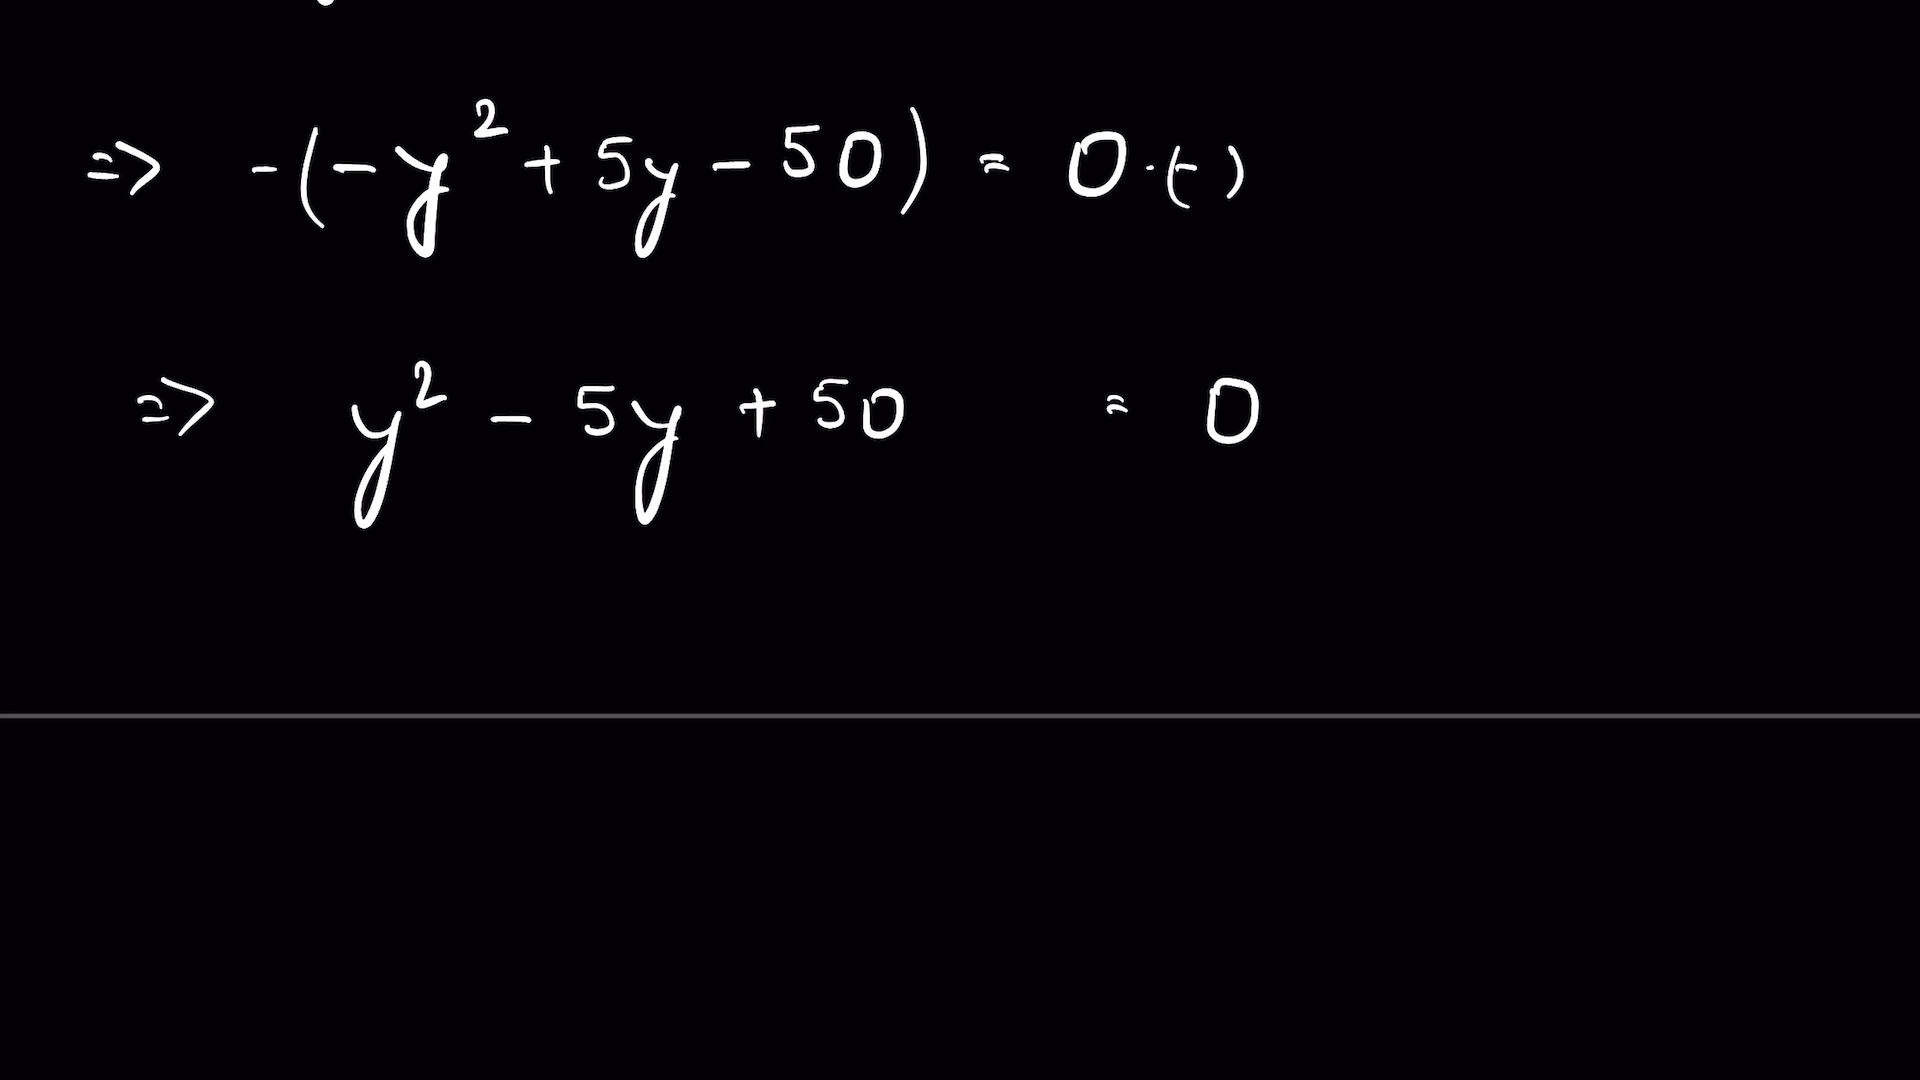 => -(-y² + 5y - 50) = 0·(-)
=> y² - 5y + 50 = 0